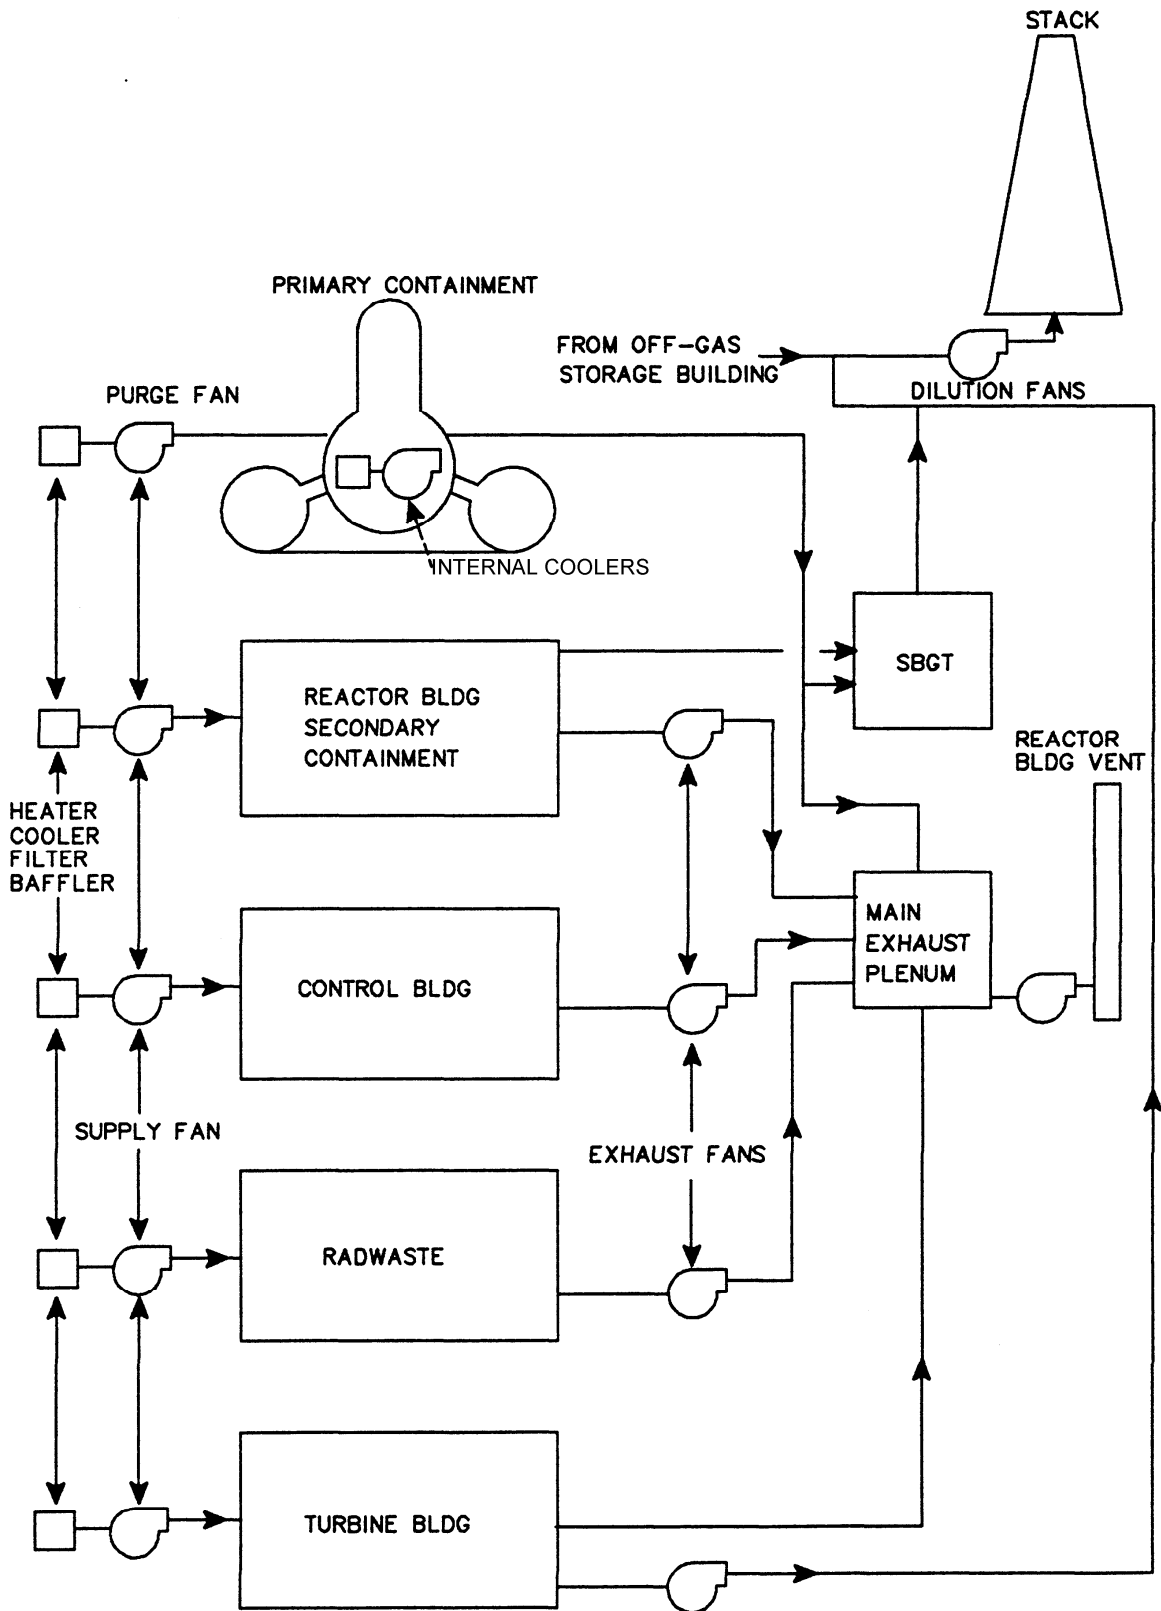 STACK
PRIMARY CONTAINMENT
FROM OFF-GAS
STORAGE BUILDING
PURGE FAN
DILUTION FANS
INTERNAL COOLERS
REACTOR BLDG
SECONDARY
CONTAINMENT
SBGT
REACTOR
BLDG VENT
HEATER
COOLER
FILTER
BAFFLER
MAIN
EXHAUST
PLENUM
CONTROL BLDG
SUPPLY FAN
EXHAUST FANS
RADWASTE
TURBINE BLDG